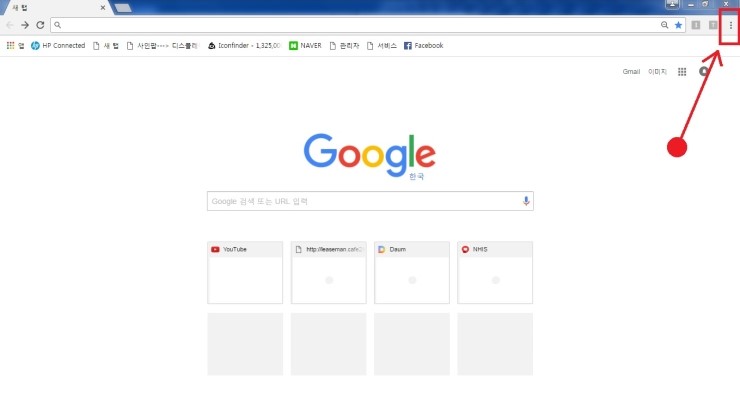 새 탭
앱 HP Connected 새 탭 사인팜---> 디스플레 Iconfinder - 1,325,00 NAVER 관리자 서비스 Facebook
Gmail 이미지
Google
한국
Google 검색 또는 URL 입력
YouTube http://leaseman.cafe2 Daum NHIS